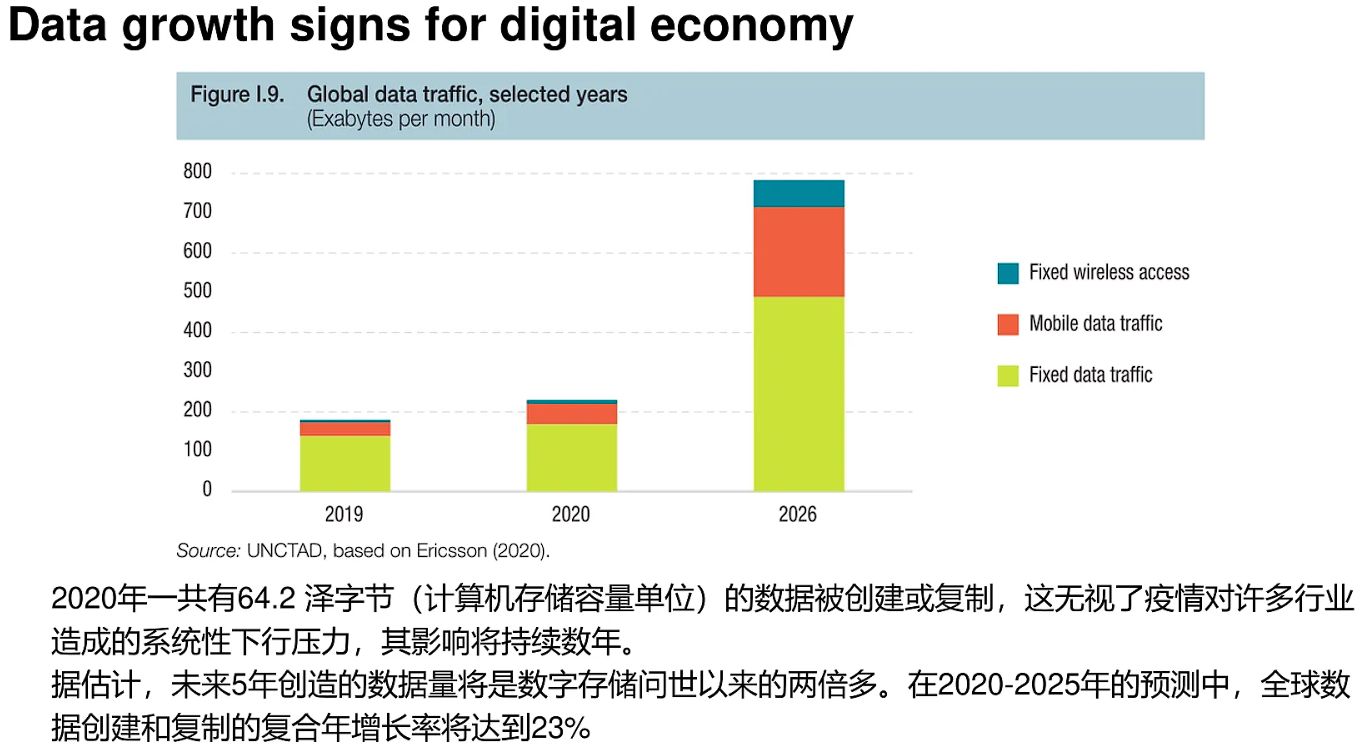 Data growth signs for digital economy
Figure I.9. Global data traffic, selected years
(Exabytes per month)
800
700
600
500
400
300
200
100
0
2019 2020 2026
Fixed wireless access
Mobile data traffic
Fixed data traffic
Source: UNCTAD, based on Ericsson (2020).
2020年一共有64.2 泽字节（计算机存储容量单位）的数据被创建或复制，这无视了疫情对许多行业
造成的系统性下行压力，其影响将持续数年。
据估计，未来5年创造的数据量将是数字存储问世以来的两倍多。在2020-2025年的预测中，全球数
据创建和复制的复合年增长率将达到23%